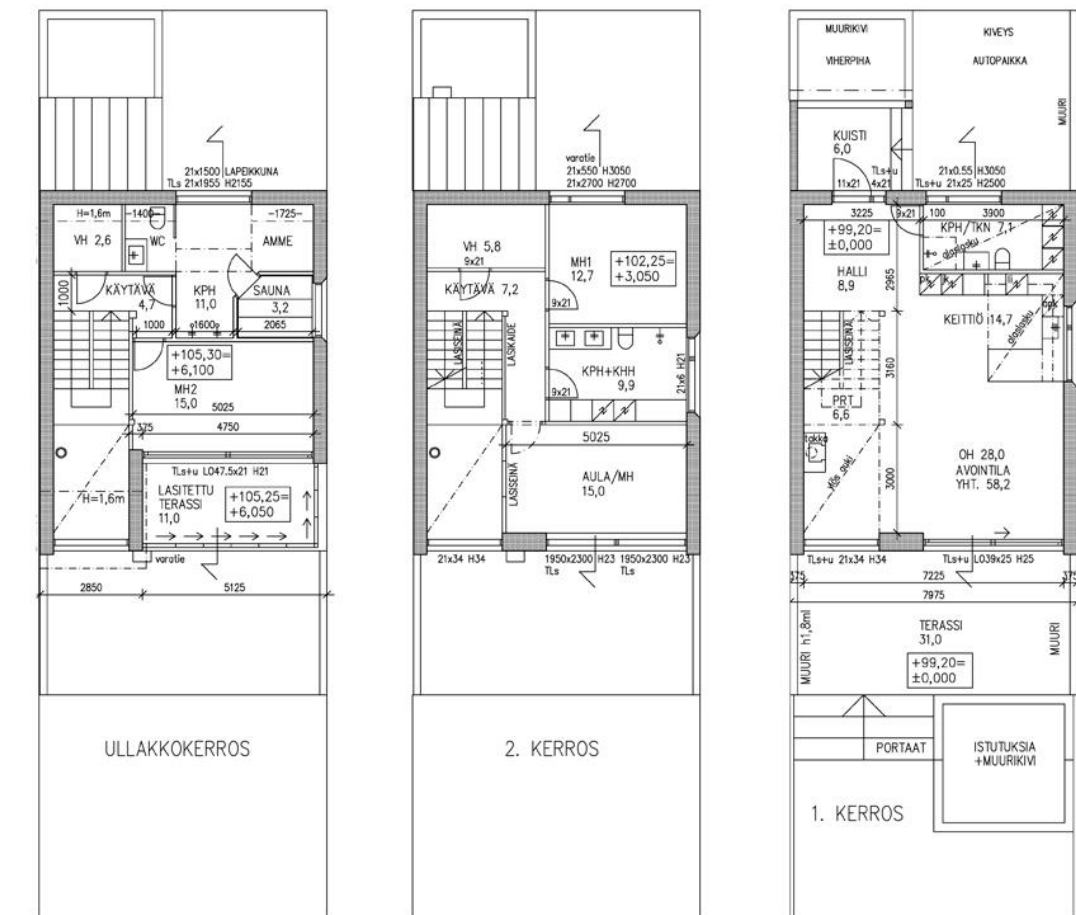 21x1500 LAPEIKKUNA
TLs 21x1955 H2155
H=1,6m
-1400-
-1725-
VH 2,6
WC
AMME
1000
KÄYTÄVÄ
4,7
KPH
11,0
SAUNA
3,2
1000
1600
2065
+105,30=
+6,100
MH2
15,0
5025
375
4750
TLs+u LO47.5x21 H21
LASITETTU
TERASSI
11,0
+105,25=
+6,050
H=1,6m
varatie
2850
5125
ULLAKKOKERROS
varatie
21x550 H3050
21x2700 H2700
VH 5,8
9x21
MH1
12,7
+102,25=
+3,050
KÄYTÄVÄ 7,2
9x21
LASISEINÄ
LASIKAIDE
KPH+KHH
9,9
21x6 H21
9x21
5025
LASISEINÄ
AULA/MH
15,0
21x34 H34
1950x2300 H23
TLs
1950x2300 H23
TLs
2. KERROS
MUURIKIVI
VIHERPIHA
KIVEYS
AUTOPAIKKA
MUURI
KUISTI
6,0
TLs+u
11x21
4x21
21x0.55 H3050
TLs+u 21x25 H2500
3225
9x21
100
3900
+99,20=
±0,000
KPH/TKN 7,1
alaslasku
HALLI
8,9
2965
KEITTIÖ 14,7
apk
alaslasku
LASISEINÄ
3160
PRT
6,6
takka
3000
OH 28,0
AVOINTILA
YHT. 58,2
TLs+u 21x34 H34
TLs+u LO39x25 H25
375
7225
375
7975
MUURI h1,8m
TERASSI
31,0
+99,20=
±0,000
MUURI
PORTAAT
ISTUTUKSIA
+MUURIKIVI
1. KERROS